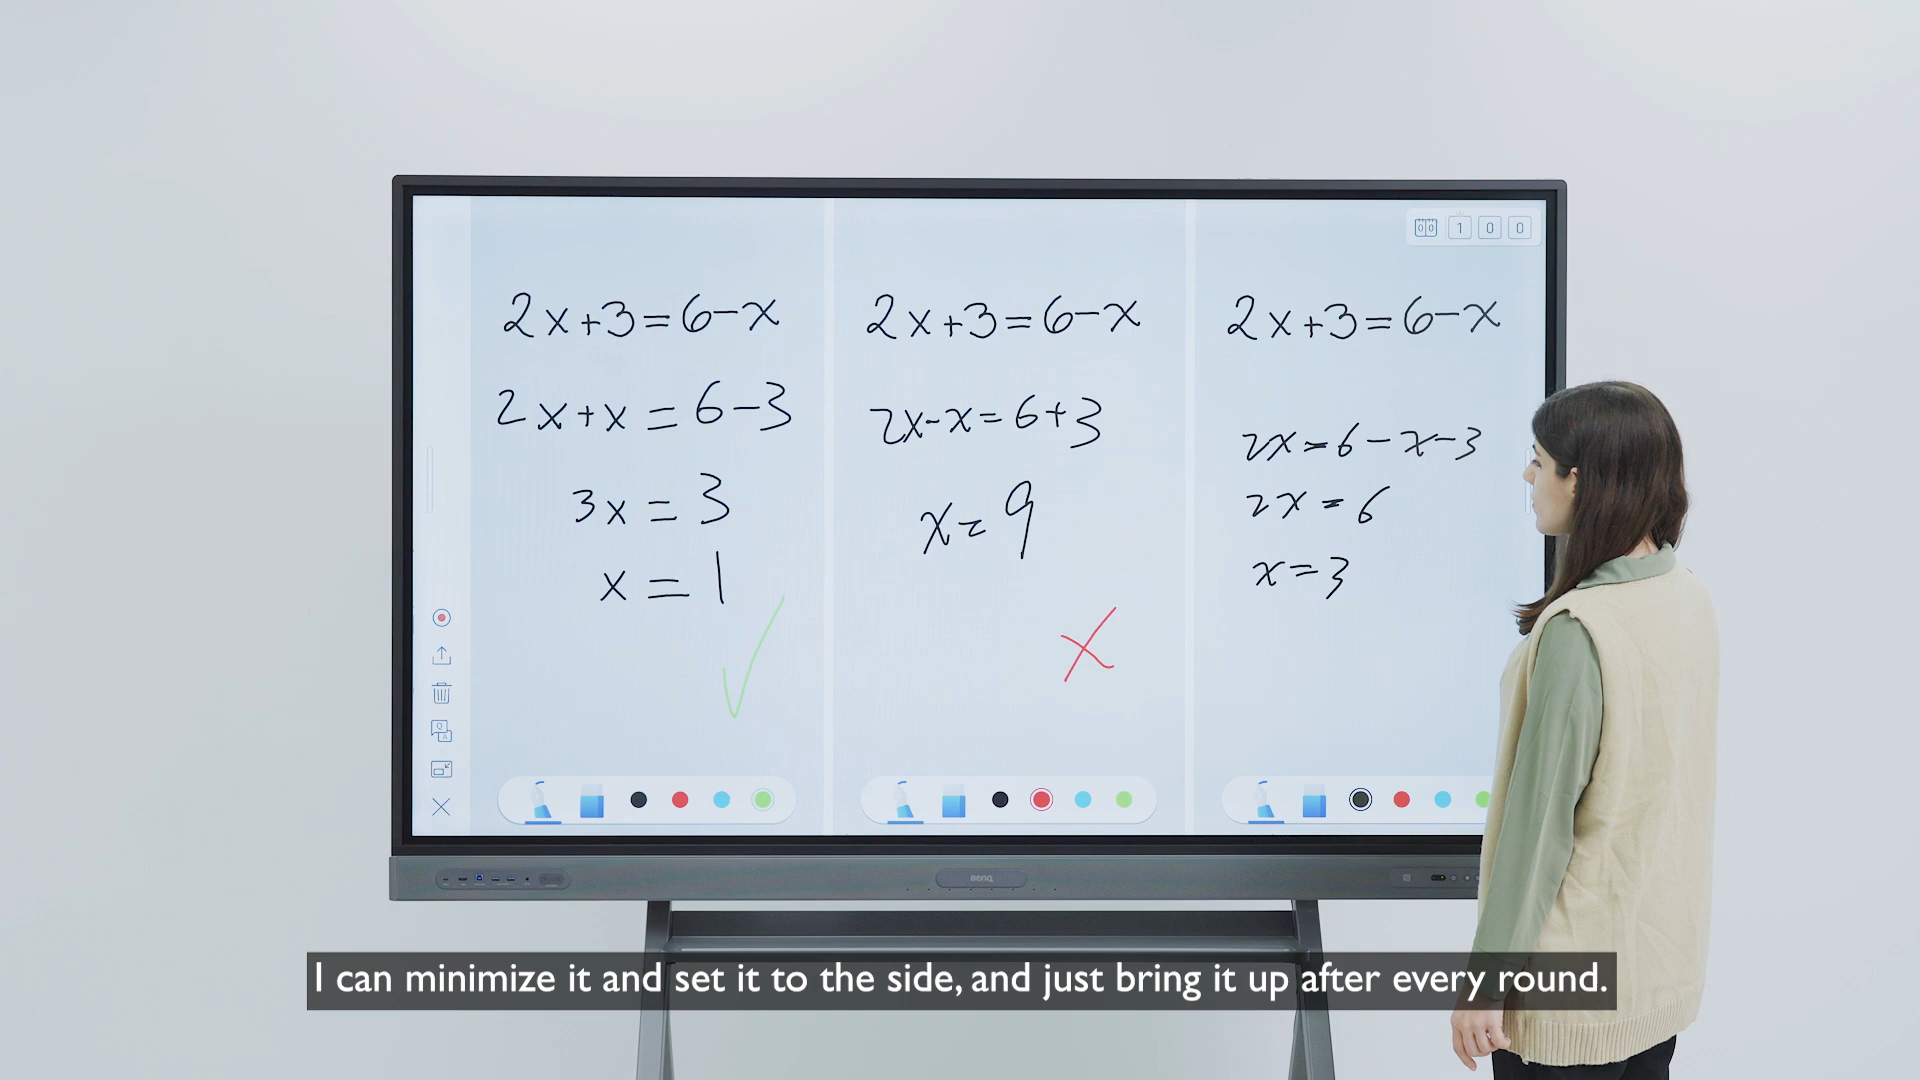 1 0 0
2x+3=6-x
2x+x=6-3
3x=3
x=1
2x+3=6-x
2x-x=6+3
x=9
2x+3=6-x
2x=6-x-3
2x=6
x=3
BenQ
I can minimize it and set it to the side, and just bring it up after every round.